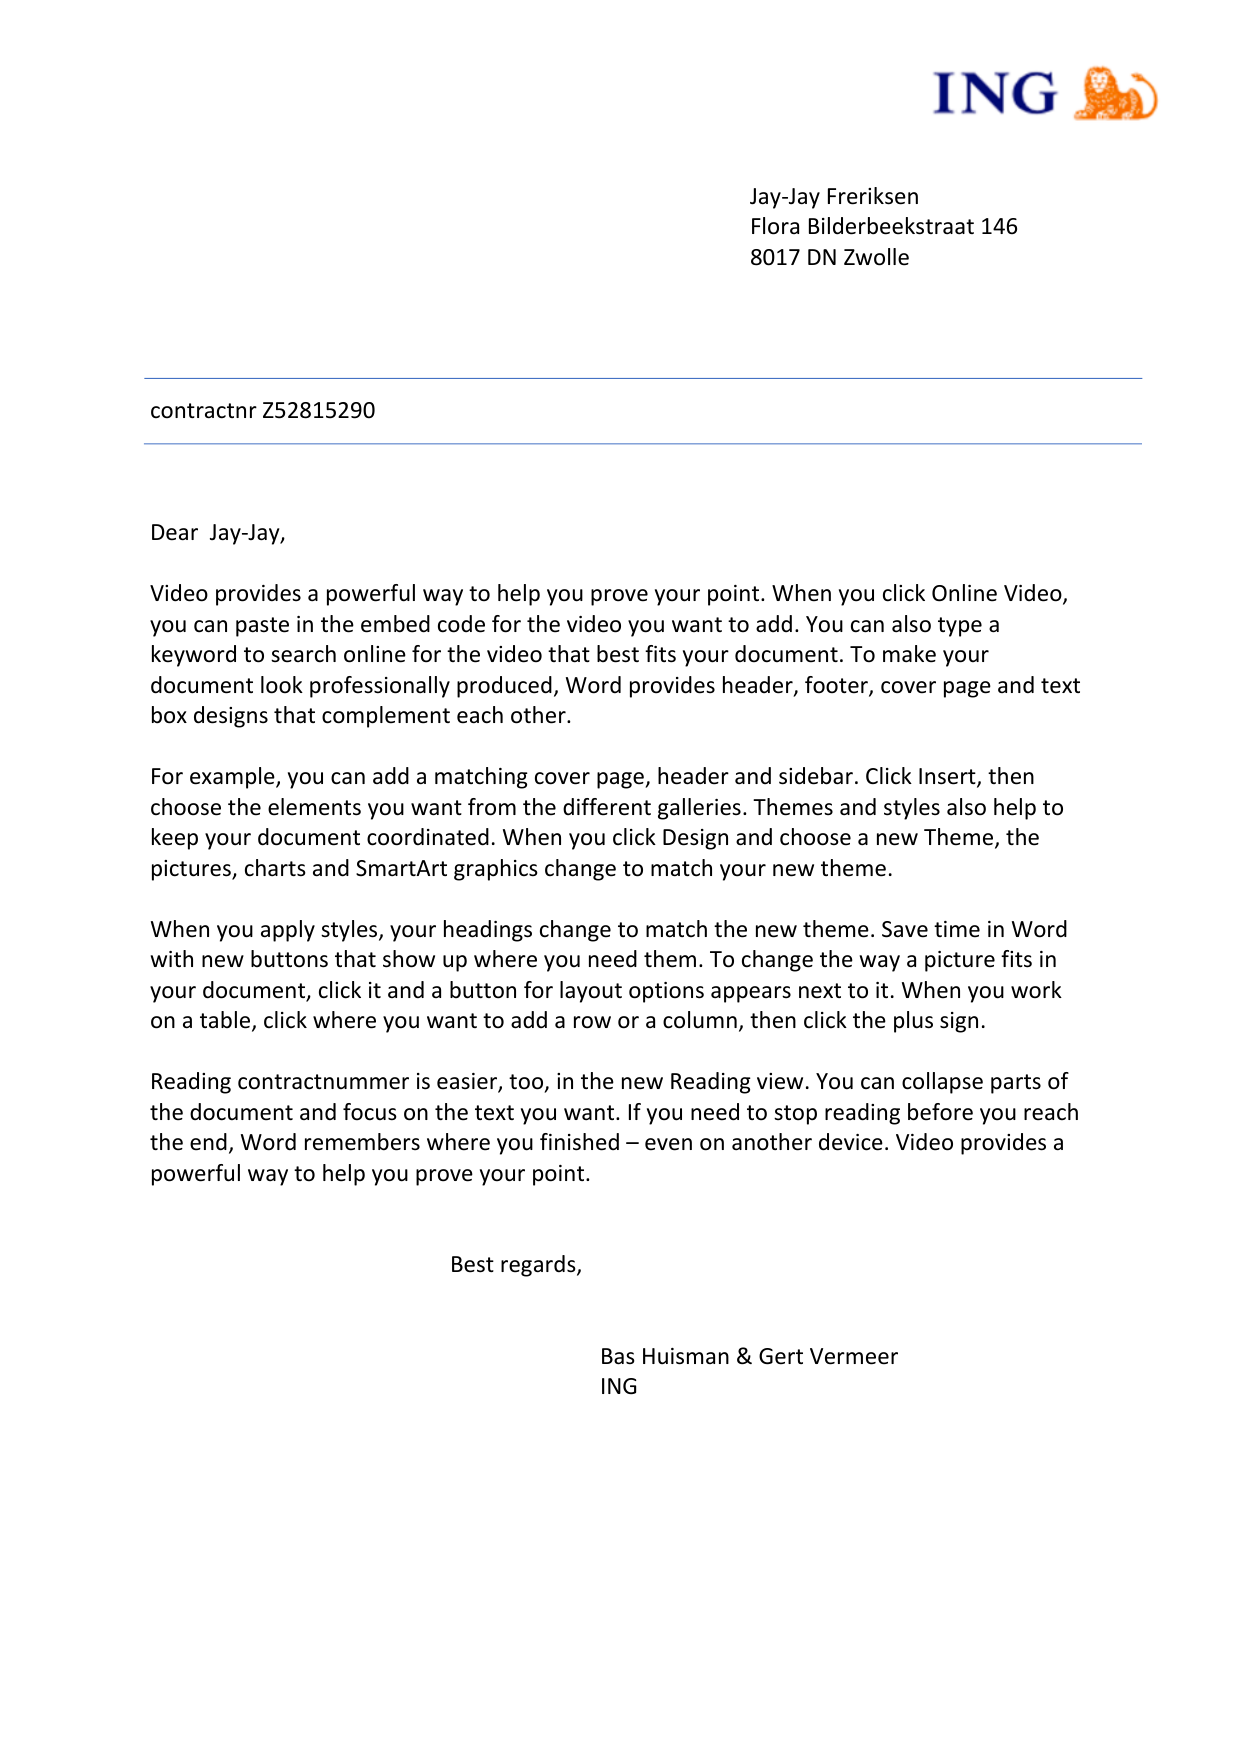 ING
Jay-Jay Freriksen
Flora Bilderbeekstraat 146
8017 DN Zwolle
contractnr Z52815290
Dear  Jay-Jay,
Video provides a powerful way to help you prove your point. When you click Online Video,
you can paste in the embed code for the video you want to add. You can also type a
keyword to search online for the video that best fits your document. To make your
document look professionally produced, Word provides header, footer, cover page and text
box designs that complement each other.
For example, you can add a matching cover page, header and sidebar. Click Insert, then
choose the elements you want from the different galleries. Themes and styles also help to
keep your document coordinated. When you click Design and choose a new Theme, the
pictures, charts and SmartArt graphics change to match your new theme.
When you apply styles, your headings change to match the new theme. Save time in Word
with new buttons that show up where you need them. To change the way a picture fits in
your document, click it and a button for layout options appears next to it. When you work
on a table, click where you want to add a row or a column, then click the plus sign.
Reading contractnummer is easier, too, in the new Reading view. You can collapse parts of
the document and focus on the text you want. If you need to stop reading before you reach
the end, Word remembers where you finished – even on another device. Video provides a
powerful way to help you prove your point.
Best regards,
Bas Huisman & Gert Vermeer
ING